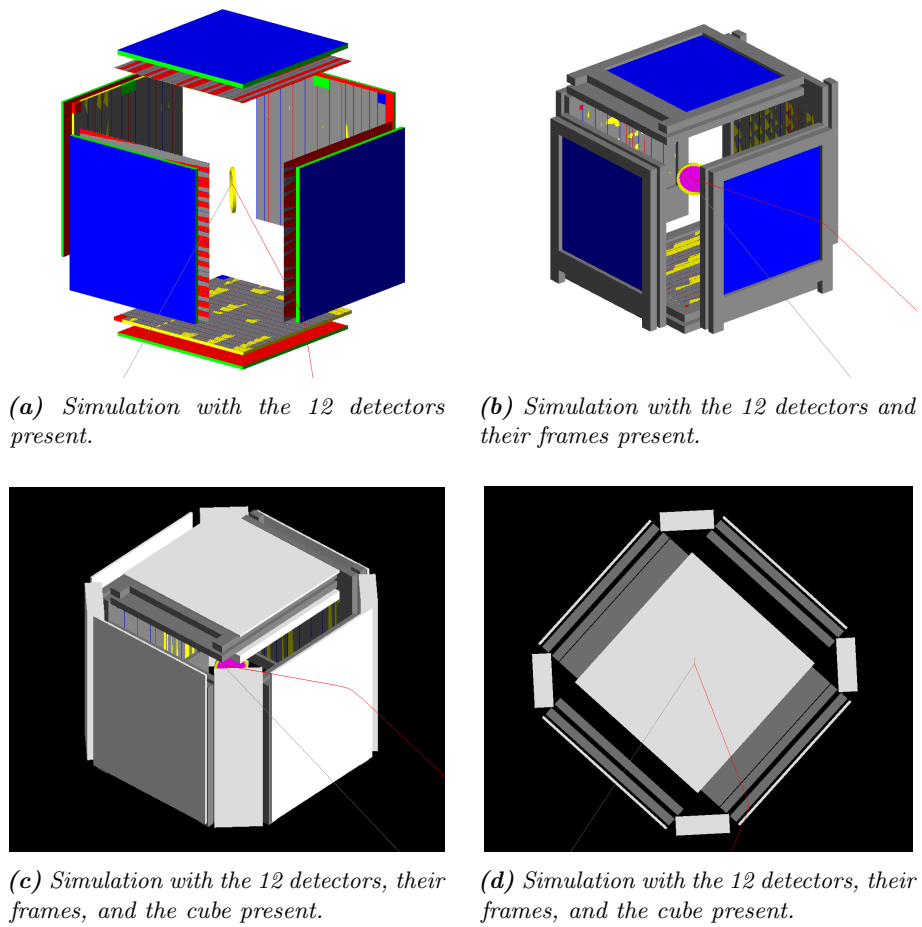 (a) Simulation with the 12 detectors
present.
(b) Simulation with the 12 detectors and
their frames present.
(c) Simulation with the 12 detectors, their
frames, and the cube present.
(d) Simulation with the 12 detectors, their
frames, and the cube present.